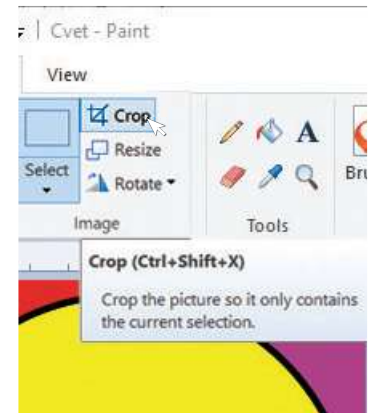 Cvet - Paint
View
Crop
Resize
Select
Rotate
Image
A
Tools
Crop (Ctrl+Shift+X)
Crop the picture so it only contains
the current selection.